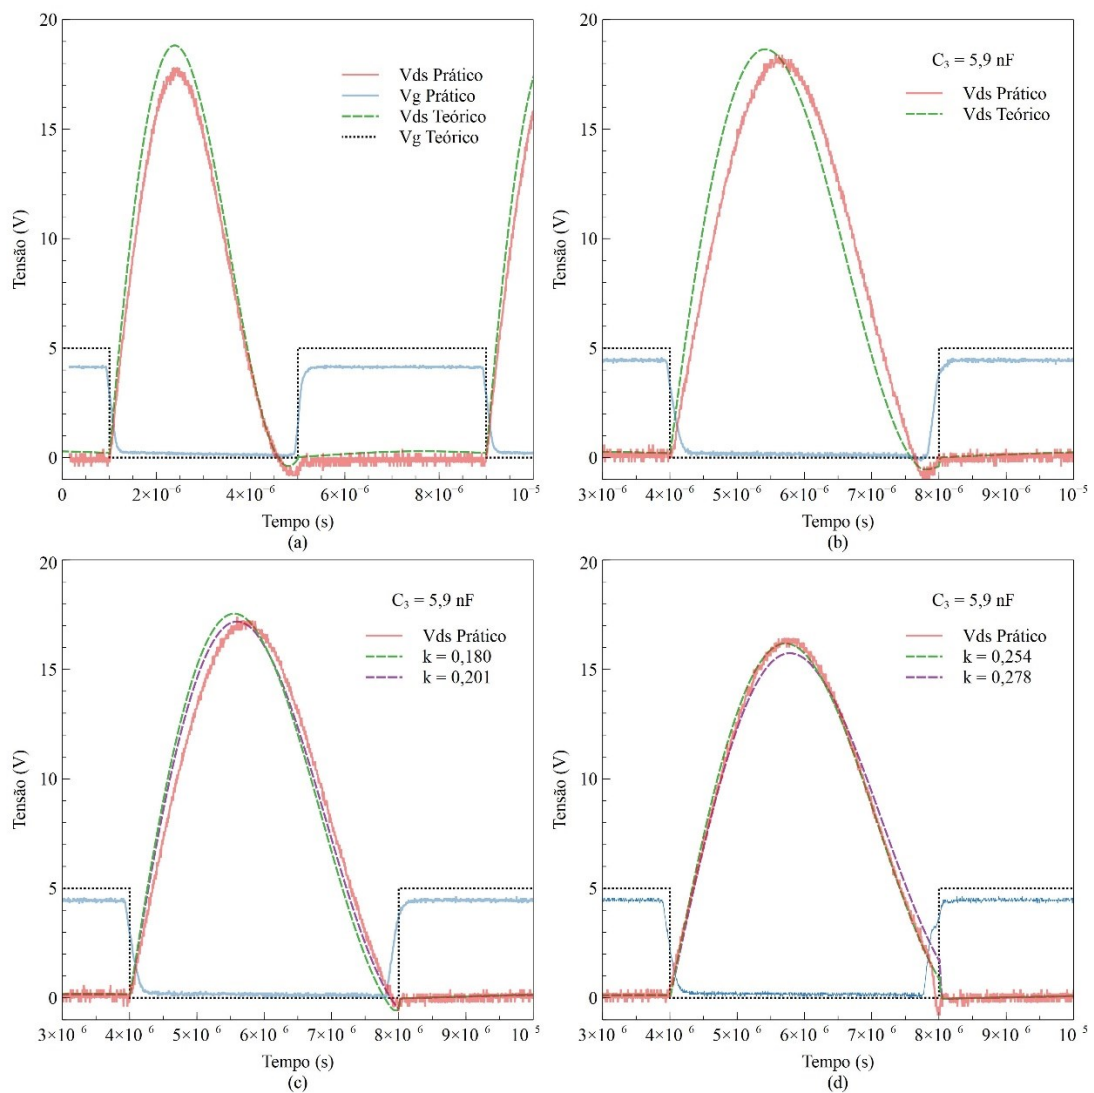 20
15
10
5
0
Tensão (V)
Vds Prático
Vg Prático
Vds Teórico
Vg Teórico
0
2×10⁻⁶
4×10⁻⁶
6×10⁻⁶
8×10⁻⁶
10⁻⁵
Tempo (s)
(a)
20
15
10
5
0
Tensão (V)
C₃ = 5,9 nF
Vds Prático
Vds Teórico
3×10⁻⁶
4×10⁻⁶
5×10⁻⁶
6×10⁻⁶
7×10⁻⁶
8×10⁻⁶
9×10⁻⁶
10⁻⁵
Tempo (s)
(b)
20
15
10
5
0
Tensão (V)
C₃ = 5,9 nF
Vds Prático
k = 0,180
k = 0,201
3×10 ⁶
4×10 ⁶
5×10 ⁶
6×10 ⁶
7×10 ⁶
8×10 ⁶
9×10 ⁶
10 ⁵
Tempo (s)
(c)
20
15
10
5
0
Tensão (V)
C₃ = 5,9 nF
Vds Prático
k = 0,254
k = 0,278
3×10 ⁶
4×10 ⁶
5×10 ⁶
6×10 ⁶
7×10 ⁶
8×10 ⁶
9×10 ⁶
10 ⁵
Tempo (s)
(d)